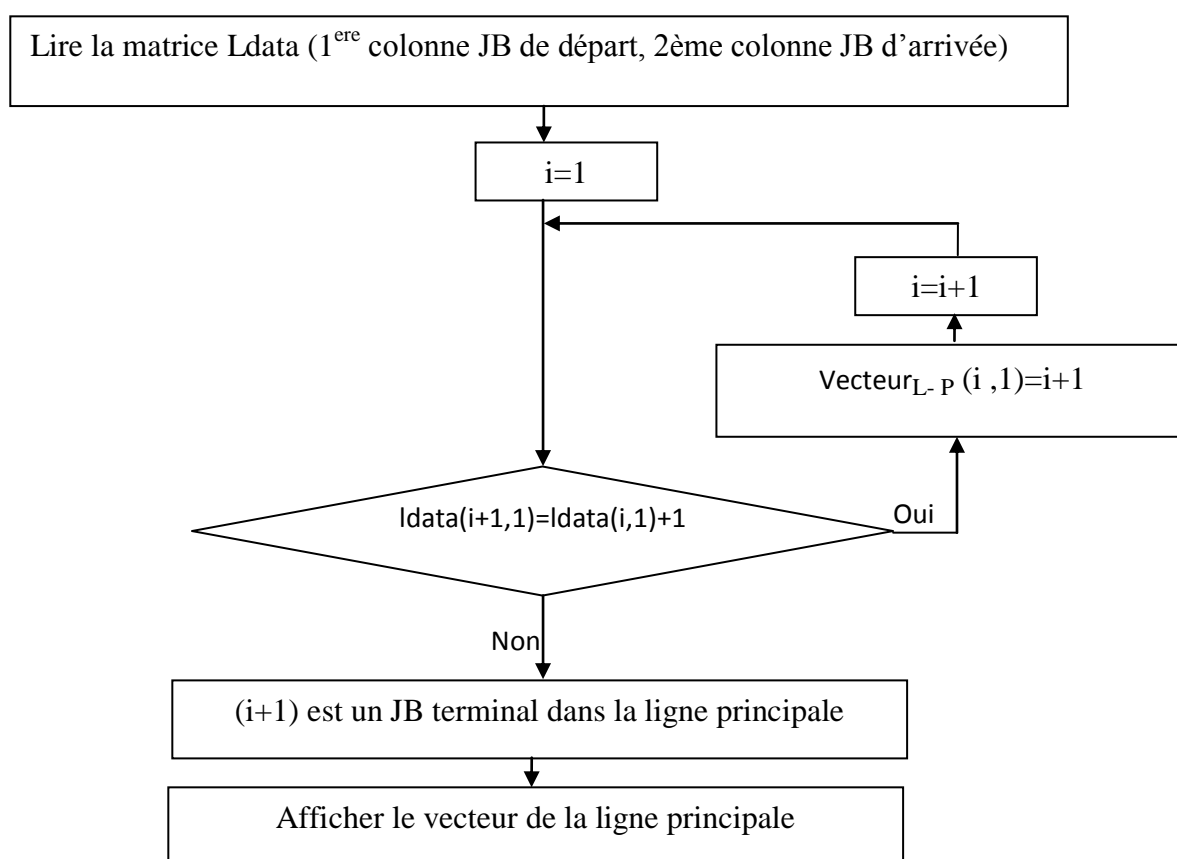 Lire la matrice Ldata (1ere colonne JB de départ, 2ème colonne JB d’arrivée)
i=1
i=i+1
VecteurL- P (i ,1)=i+1
ldata(i+1,1)=ldata(i,1)+1
Oui
Non
(i+1) est un JB terminal dans la ligne principale
Afficher le vecteur de la ligne principale